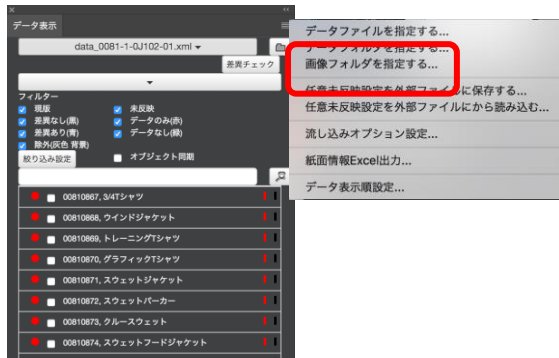 データ表示
data_0081-1-0J102-01.xml
差異チェック
フィルター
現版
未反映
差異なし(黒)
データのみ(赤)
差異あり(青)
データなし(緑)
除外(灰色 背景)
絞り込み設定
オブジェクト同期
00810867, 3/4Tシャツ
00810868, ウインドジャケット
00810869, トレーニングTシャツ
00810870, グラフィックTシャツ
00810871, スウェットジャケット
00810872, スウェットパーカー
00810873, クルースウェット
00810874, スウェットフードジャケット
データファイルを指定する...
データフォルダを指定する...
画像フォルダを指定する...
任意未反映設定を外部ファイルに保存する...
任意未反映設定を外部ファイルにから読み込む...
流し込みオプション設定...
紙面情報Excel出力...
データ表示順設定...